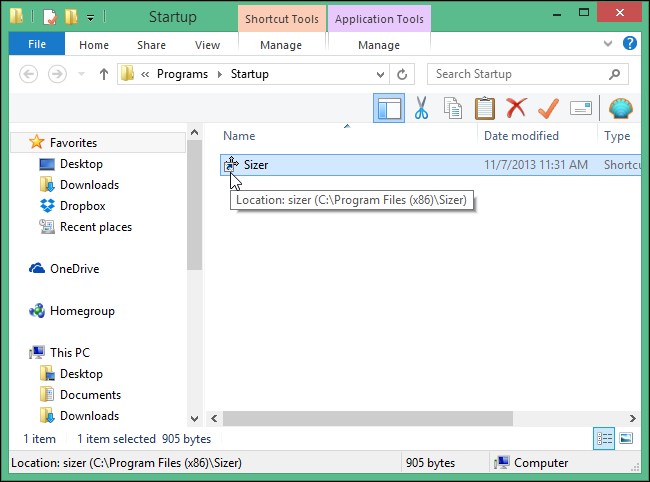 Startup
Shortcut Tools
Application Tools
File
Home
Share
View
Manage
Manage
« Programs Startup
Search Startup
Name
Date modified
Type
Favorites
Desktop
Downloads
Dropbox
Recent places
OneDrive
Homegroup
This PC
Desktop
Documents
Downloads
Sizer
11/7/2013 11:31 AM
Shortcu
Location: sizer (C:\Program Files (x86)\Sizer)
1 item
1 item selected 905 bytes
Location: sizer (C:\Program Files (x86)\Sizer)
905 bytes
Computer